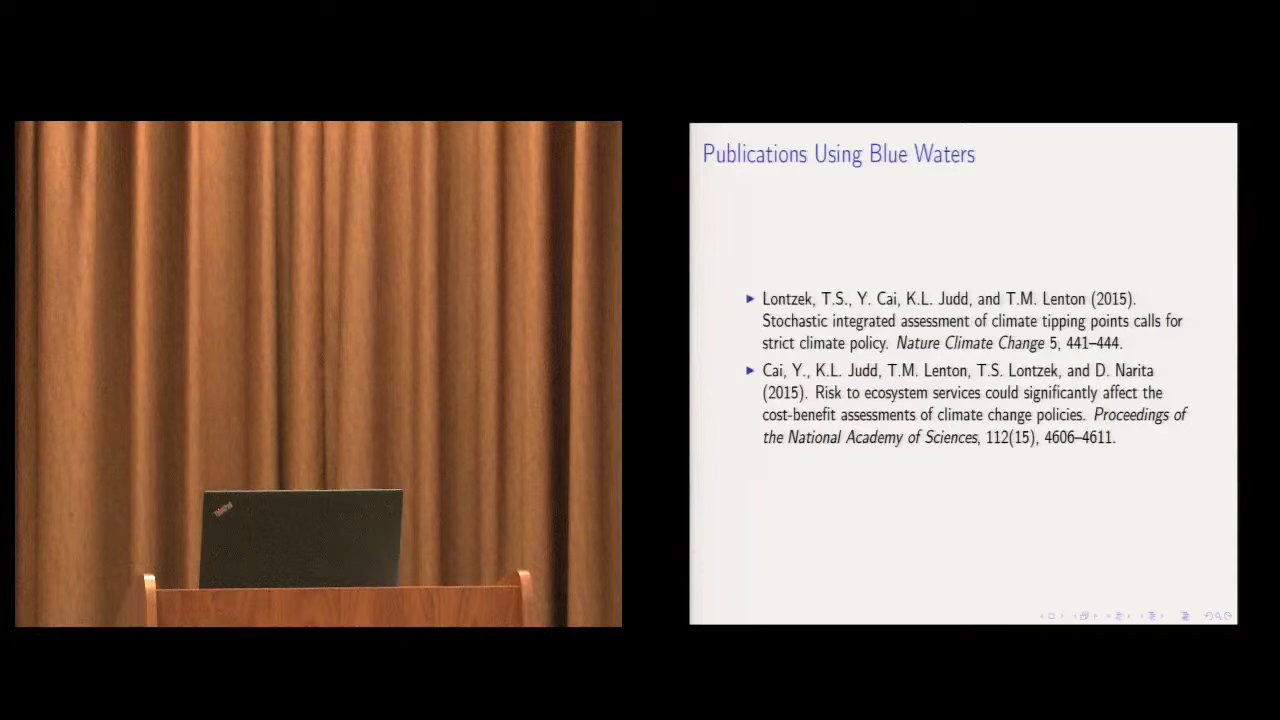 Publications Using Blue Waters
Lontzek, T.S., Y. Cai, K.L. Judd, and T.M. Lenton (2015).
Stochastic integrated assessment of climate tipping points calls for
strict climate policy. Nature Climate Change 5, 441–444.
Cai, Y., K.L. Judd, T.M. Lenton, T.S. Lontzek, and D. Narita
(2015). Risk to ecosystem services could significantly affect the
cost-benefit assessments of climate change policies. Proceedings of
the National Academy of Sciences, 112(15), 4606–4611.
ThinkPad